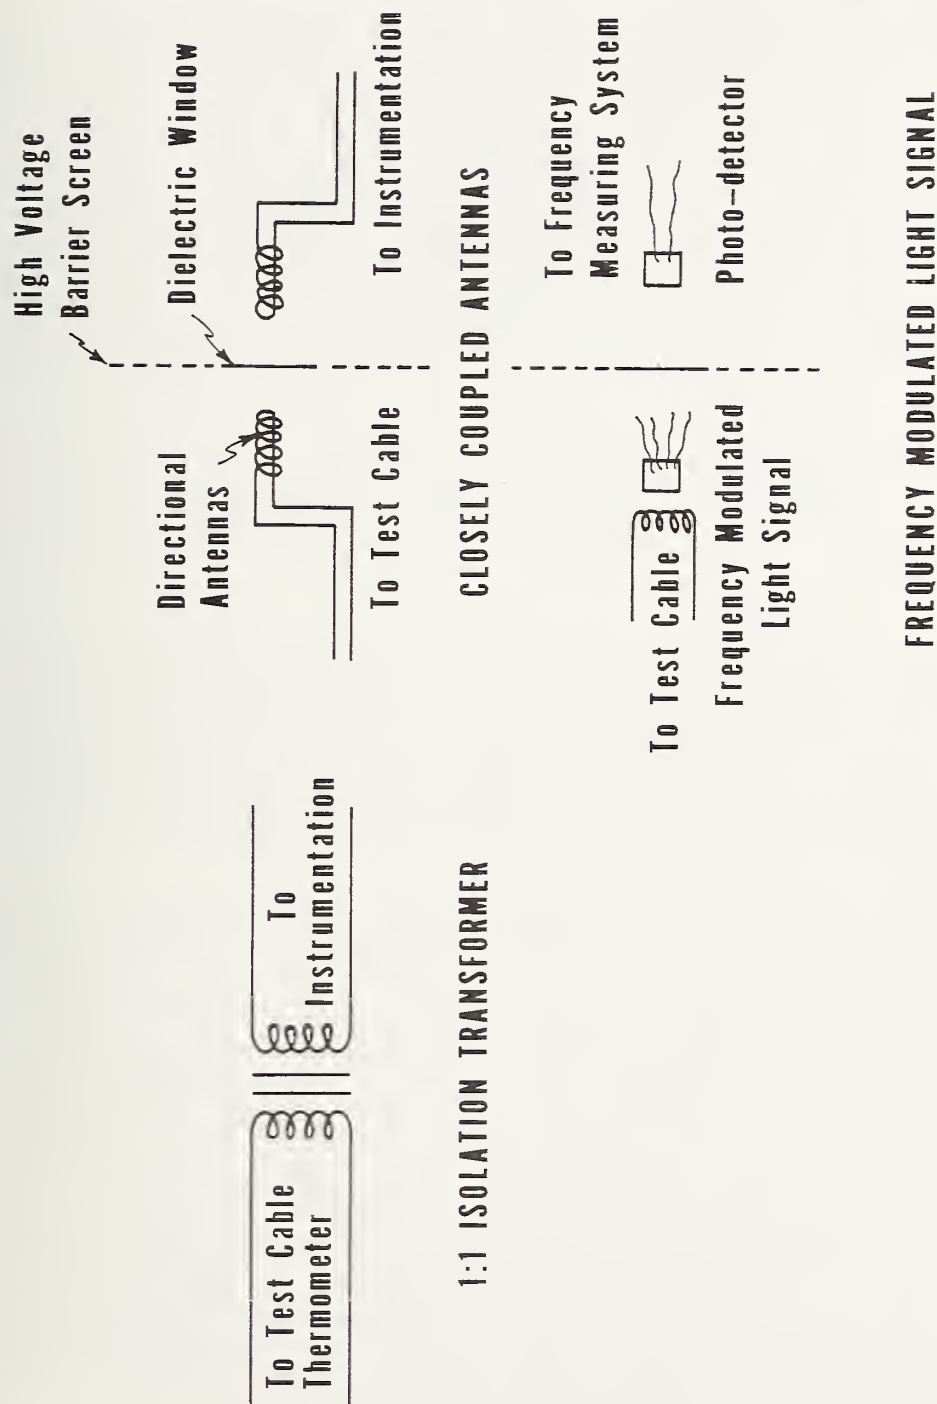 To Test Cable
Thermometer
To
Instrumentation
1:1 ISOLATION TRANSFORMER
High Voltage
Barrier Screen
Dielectric Window
Directional
Antennas
To Test Cable
To Instrumentation
CLOSELY COUPLED ANTENNAS
To Frequency
Measuring System
To Test Cable
Photo-detector
Frequency Modulated
Light Signal
FREQUENCY MODULATED LIGHT SIGNAL